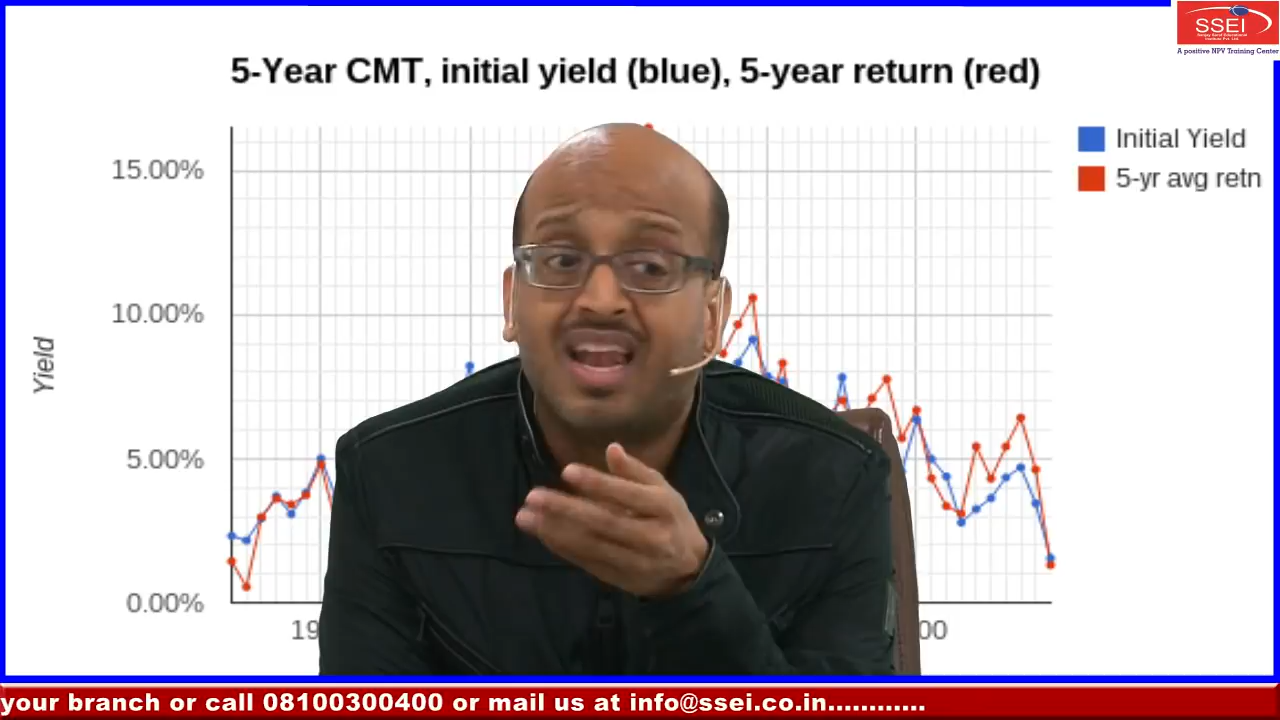 SSEI
A positive NPV Training Center
5-Year CMT, initial yield (blue), 5-year return (red)
Initial Yield
5-yr avg retn
15.00%
10.00%
Yield
5.00%
0.00%
19
00
your branch or call 08100300400 or mail us at info@ssei.co.in............